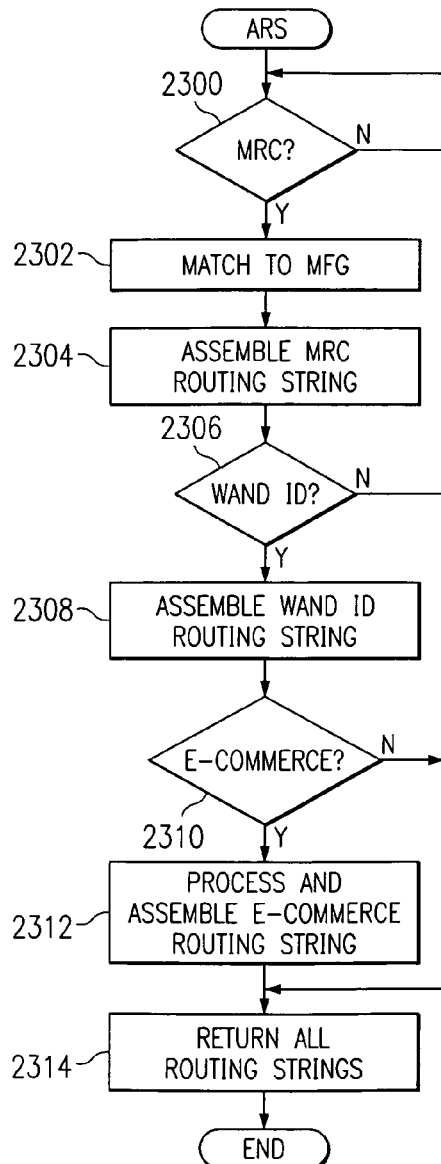 ARS
2300
MRC?
N
Y
2302
MATCH TO MFG
2304
ASSEMBLE MRC
ROUTING STRING
2306
WAND ID?
N
Y
2308
ASSEMBLE WAND ID
ROUTING STRING
E-COMMERCE?
N
2310
Y
2312
PROCESS AND
ASSEMBLE E-COMMERCE
ROUTING STRING
2314
RETURN ALL
ROUTING STRINGS
END